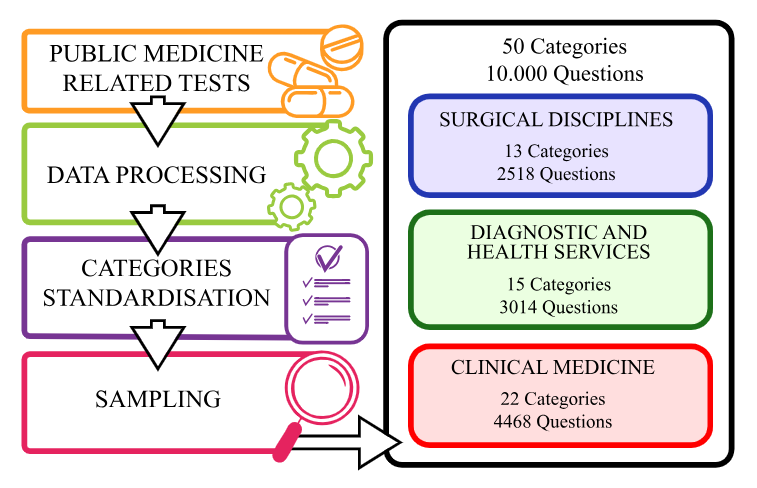 PUBLIC MEDICINE
RELATED TESTS
DATA PROCESSING
CATEGORIES
STANDARDISATION
SAMPLING
50 Categories
10.000 Questions
SURGICAL DISCIPLINES
13 Categories
2518 Questions
DIAGNOSTIC AND
HEALTH SERVICES
15 Categories
3014 Questions
CLINICAL MEDICINE
22 Categories
4468 Questions